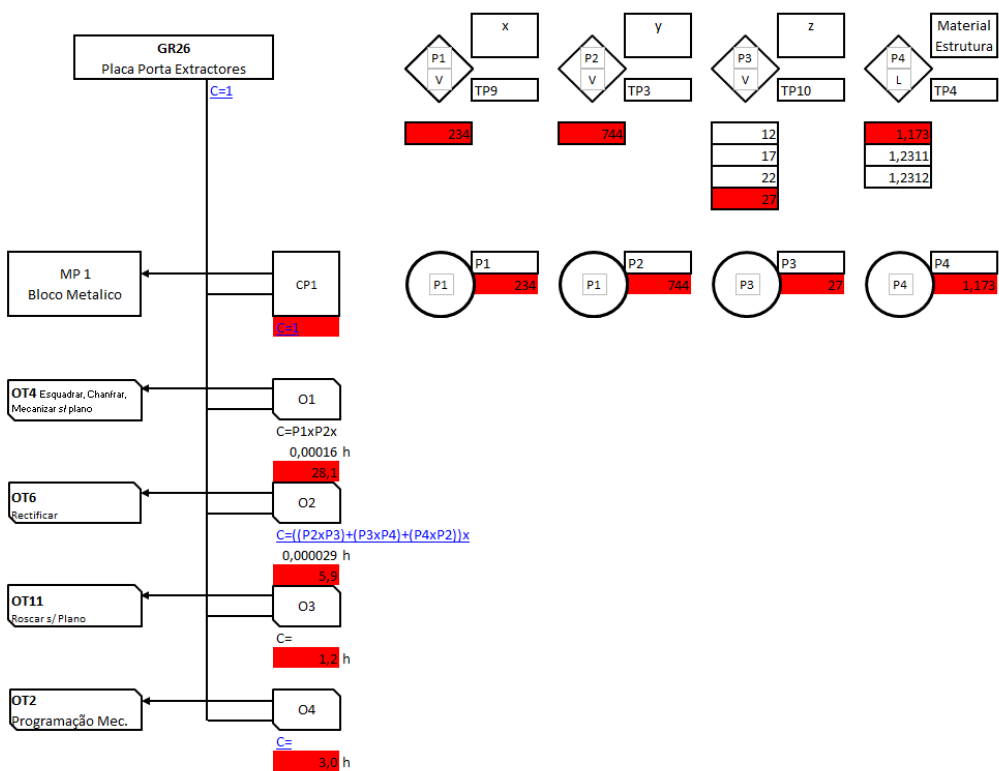 GR26
Placa Porta Extractores
C=1
x
P1
V
TP9
234
y
P2
V
TP3
744
z
P3
V
TP10
12
17
22
27
Material
Estrutura
P4
L
TP4
1,173
1,2311
1,2312
MP 1
Bloco Metalico
CP1
C=1
P1
P1
234
P1
P2
744
P3
P3
27
P4
P4
1,173
OT4 Esquadrar, Chanfrar,
Mecanizar s/ plano
O1
C=P1xP2x
0,00016 h
28,1
OT6
Rectificar
O2
C=((P2xP3)+(P3xP4)+(P4xP2))x
0,000029 h
5,9
OT11
Roscar s/ Plano
O3
C=
1,2 h
OT2
Programação Mec.
O4
C=
3,0 h